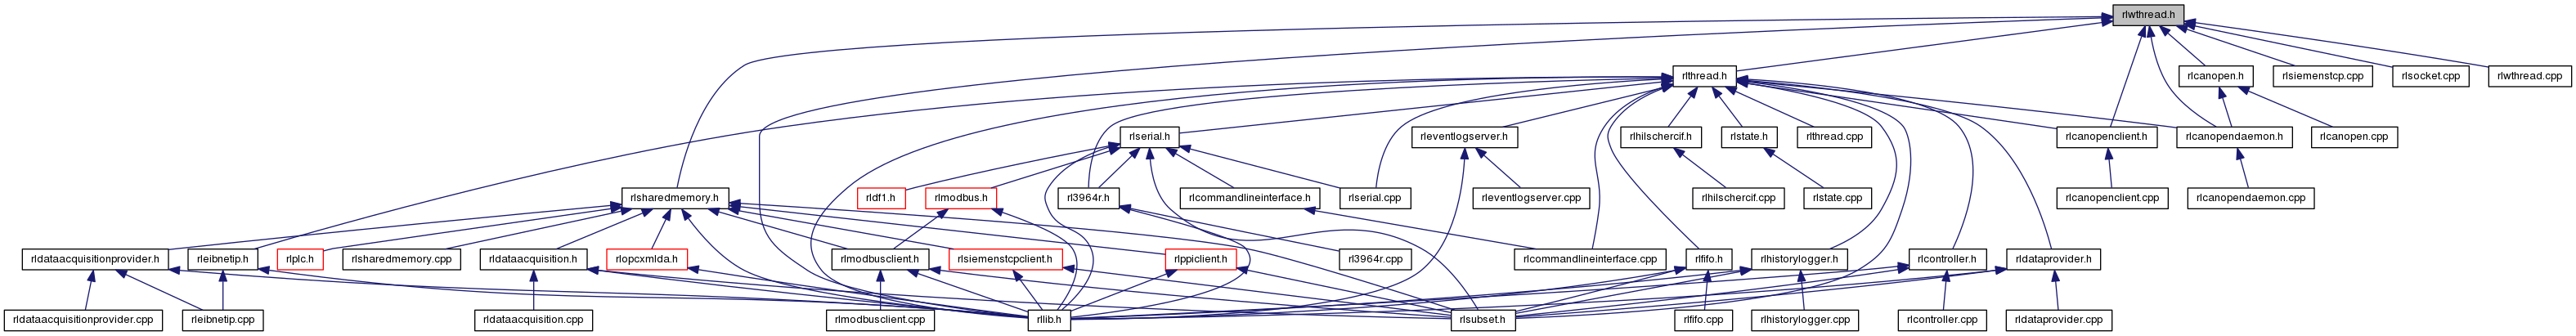 rlwthread.h
rlthread.h
rlcanopen.h
rlsiemenstcp.cpp
rlsocket.cpp
rlwthread.cpp
rlserial.h
rleventlogserver.h
rlhilschercif.h
rlstate.h
rlthread.cpp
rlcanopenclient.h
rlcanopendaemon.h
rlcanopen.cpp
rlsharedmemory.h
rldf1.h
rlmodbus.h
rl3964r.h
rlcommandlineinterface.h
rlserial.cpp
rleventlogserver.cpp
rlhilschercif.cpp
rlstate.cpp
rlcanopenclient.cpp
rlcanopendaemon.cpp
rldataacquisitionprovider.h
rleibnetip.h
rlplc.h
rlsharedmemory.cpp
rldataacquisition.h
rlopcxmlda.h
rlmodbusclient.h
rlsiemenstcpclient.h
rlppiclient.h
rl3964r.cpp
rlcommandlineinterface.cpp
rlfifo.h
rlhistorylogger.h
rlcontroller.h
rldataprovider.h
rldataacquisitionprovider.cpp
rleibnetip.cpp
rldataacquisition.cpp
rlmodbusclient.cpp
rllib.h
rlsubset.h
rlfifo.cpp
rlhistorylogger.cpp
rlcontroller.cpp
rldataprovider.cpp